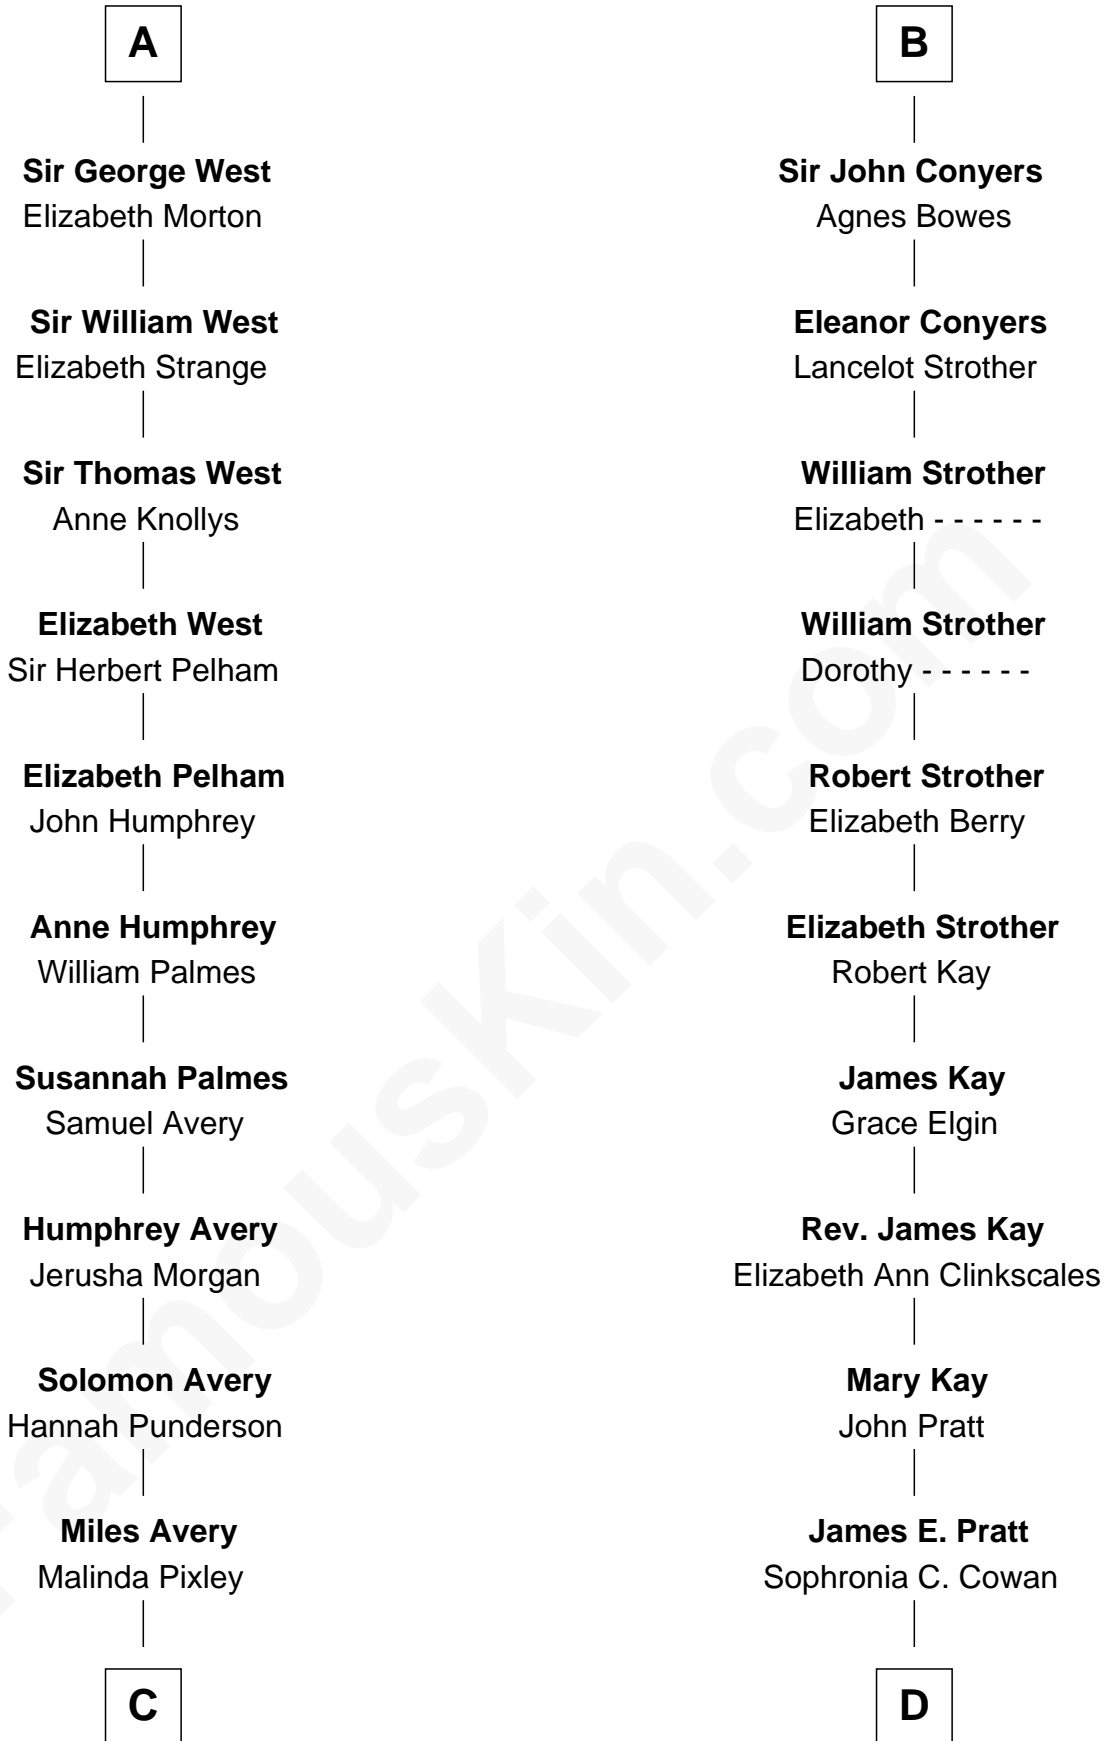 A
Sir George West
Elizabeth Morton
Sir William West
Elizabeth Strange
Sir Thomas West
Anne Knollys
Elizabeth West
Sir Herbert Pelham
Elizabeth Pelham
John Humphrey
Anne Humphrey
William Palmes
Susannah Palmes
Samuel Avery
Humphrey Avery
Jerusha Morgan
Solomon Avery
Hannah Punderson
Miles Avery
Malinda Pixley
C
B
Sir John Conyers
Agnes Bowes
Eleanor Conyers
Lancelot Strother
William Strother
Elizabeth - - - - - -
William Strother
Dorothy - - - - - -
Robert Strother
Elizabeth Berry
Elizabeth Strother
Robert Kay
James Kay
Grace Elgin
Rev. James Kay
Elizabeth Ann Clinkscales
Mary Kay
John Pratt
James E. Pratt
Sophronia C. Cowan
D
FamousKin.com